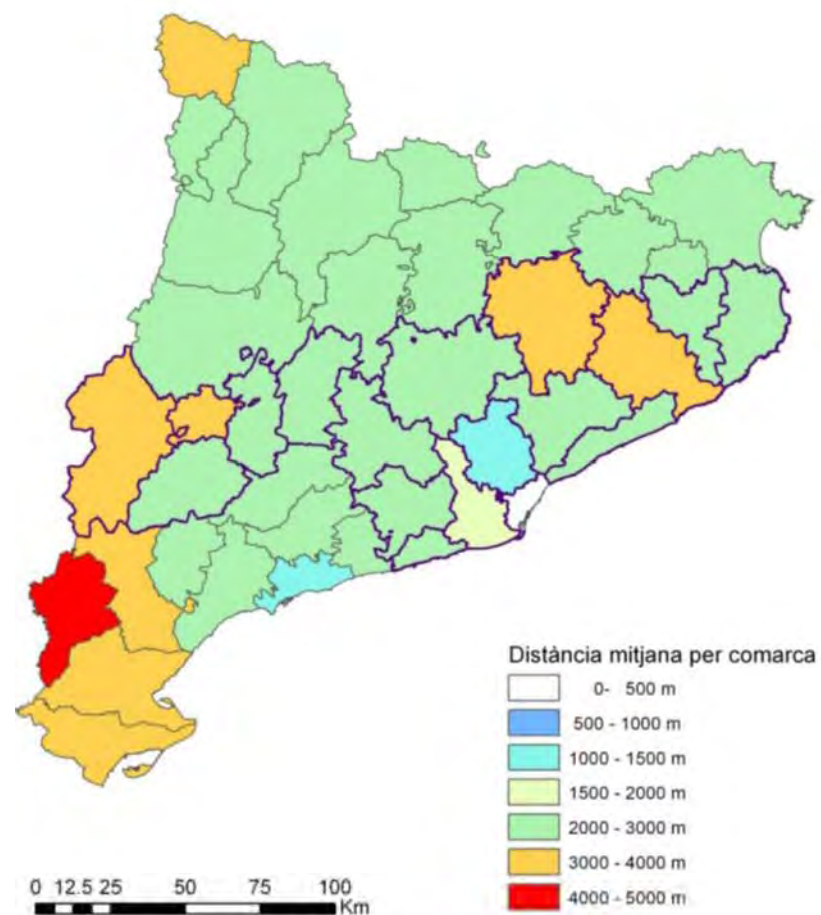 Distància mitjana per comarca
0- 500 m
500 - 1000 m
1000 - 1500 m
1500 - 2000 m
2000 - 3000 m
3000 - 4000 m
4000 - 5000 m
0 12.5 25 50 75 100
Km